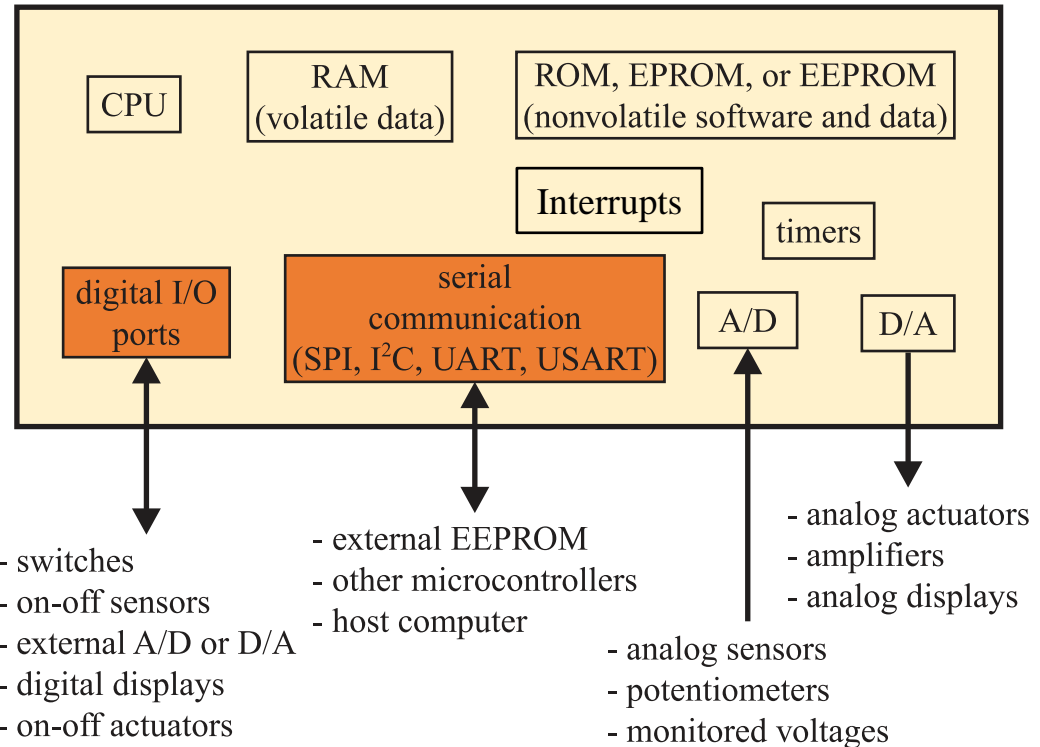 CPU
RAM
(volatile data)
ROM, EPROM, or EEPROM
(nonvolatile software and data)
Interrupts
timers
digital I/O
ports
serial
communication
(SPI, I²C, UART, USART)
A/D
D/A
- switches
- on-off sensors
- external A/D or D/A
- digital displays
- on-off actuators
- external EEPROM
- other microcontrollers
- host computer
- analog sensors
- potentiometers
- monitored voltages
- analog actuators
- amplifiers
- analog displays